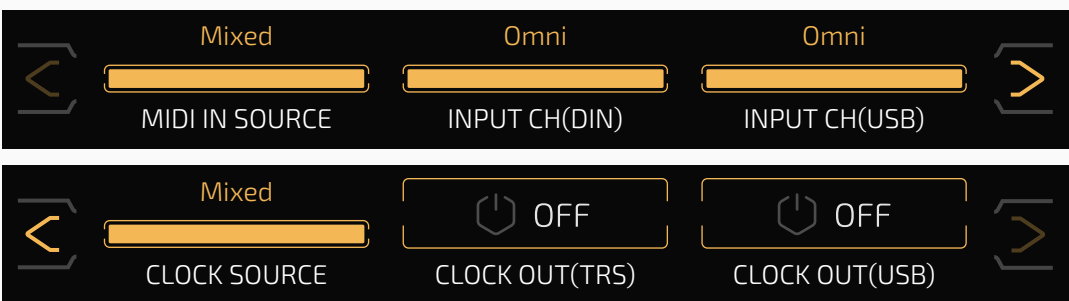 Mixed Omni Omni
MIDI IN SOURCE INPUT CH(DIN) INPUT CH(USB)
Mixed OFF OFF
CLOCK SOURCE CLOCK OUT(TRS) CLOCK OUT(USB)